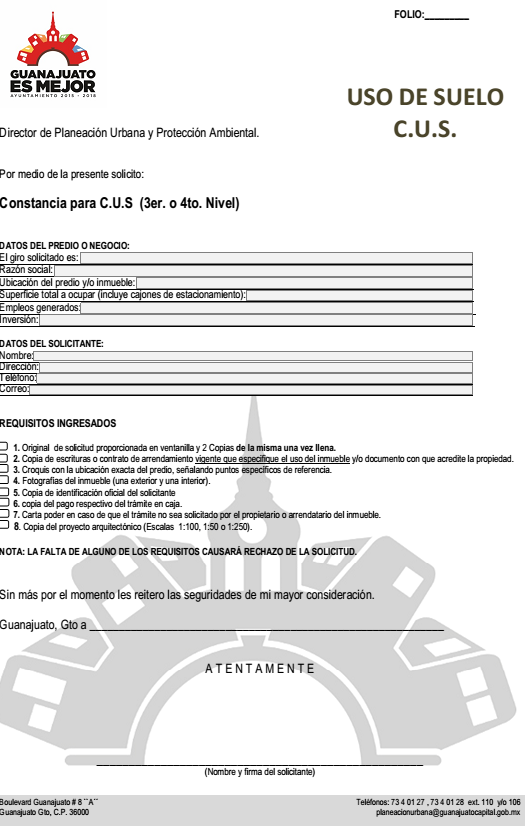 FOLIO:_________
GUANAJUATO
ES MEJOR
AYUNTAMIENTO 2015 - 2018
USO DE SUELO
C.U.S.
Director de Planeación Urbana y Protección Ambiental.
Por medio de la presente solicito:
Constancia para C.U.S (3er. o 4to. Nivel)
DATOS DEL PREDIO O NEGOCIO:
El giro solicitado es:
Razón social:
Ubicación del predio y/o inmueble:
Superficie total a ocupar (incluye cajones de estacionamiento):
Empleos generados:
Inversión:
DATOS DEL SOLICITANTE:
Nombre:
Dirección:
Teléfono:
Correo:
REQUISITOS INGRESADOS
1. Original de solicitud proporcionada en ventanilla y 2 Copias de la misma una vez llena.
2. Copia de escrituras o contrato de arrendamiento vigente que especifique el uso del inmueble y/o documento con que acredite la propiedad.
3. Croquis con la ubicación exacta del predio, señalando puntos específicos de referencia.
4. Fotografías del inmueble (una exterior y una interior).
5. Copia de identificación oficial del solicitante
6. copia del pago respectivo del trámite en caja.
7. Carta poder en caso de que el trámite no sea solicitado por el propietario o arrendatario del inmueble.
8. Copia del proyecto arquitectónico (Escalas 1:100, 1:50 o 1:250).
NOTA: LA FALTA DE ALGUNO DE LOS REQUISITOS CAUSARÁ RECHAZO DE LA SOLICITUD.
Sin más por el momento les reitero las seguridades de mi mayor consideración.
Guanajuato, Gto a ______________________________
A T E N T A M E N T E
(Nombre y firma del solicitante)
Boulevard Guanajuato # 8 ¨A¨
Guanajuato Gto, C.P. 36000
Teléfonos: 73 4 01 27 , 73 4 01 28 ext. 110 y/o 106
planeacionurbana@guanajuatocapital.gob.mx